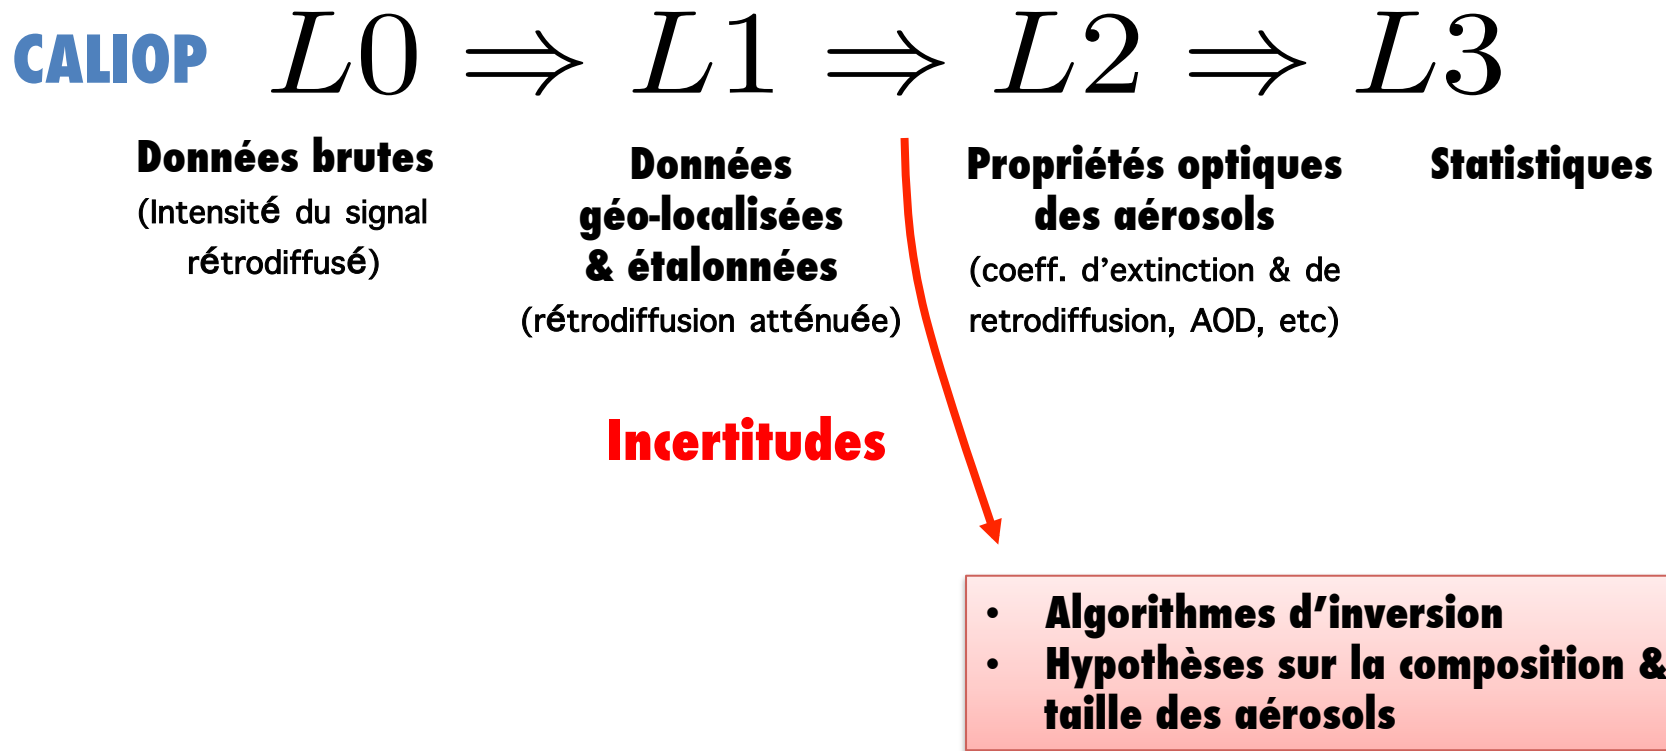 CALIOP L0 ⇒ L1 ⇒ L2 ⇒ L3
Données brutes
(Intensité du signal
rétrodiffusé)
Données
géo-localisées
& étalonnées
(rétrodiffusion atténuée)
Propriétés optiques
des aérosols
(coeff. d’extinction & de
retrodiffusion, AOD, etc)
Statistiques
Incertitudes
• Algorithmes d’inversion
• Hypothèses sur la composition &
taille des aérosols